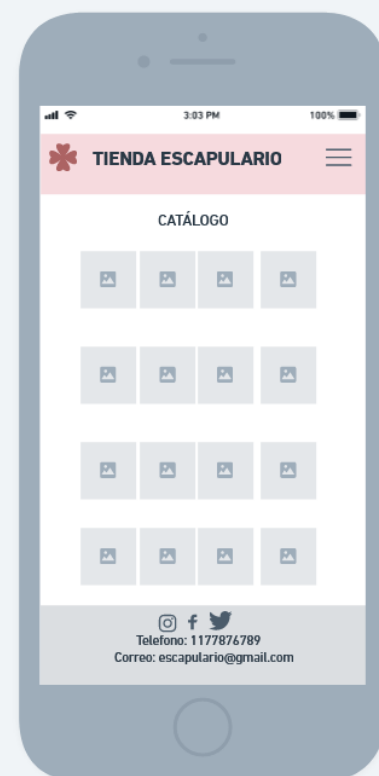 3:03 PM
100%
TIENDA ESCAPULARIO
CATÁLOGO
Telefono: 1177876789
Correo: escapulario@gmail.com